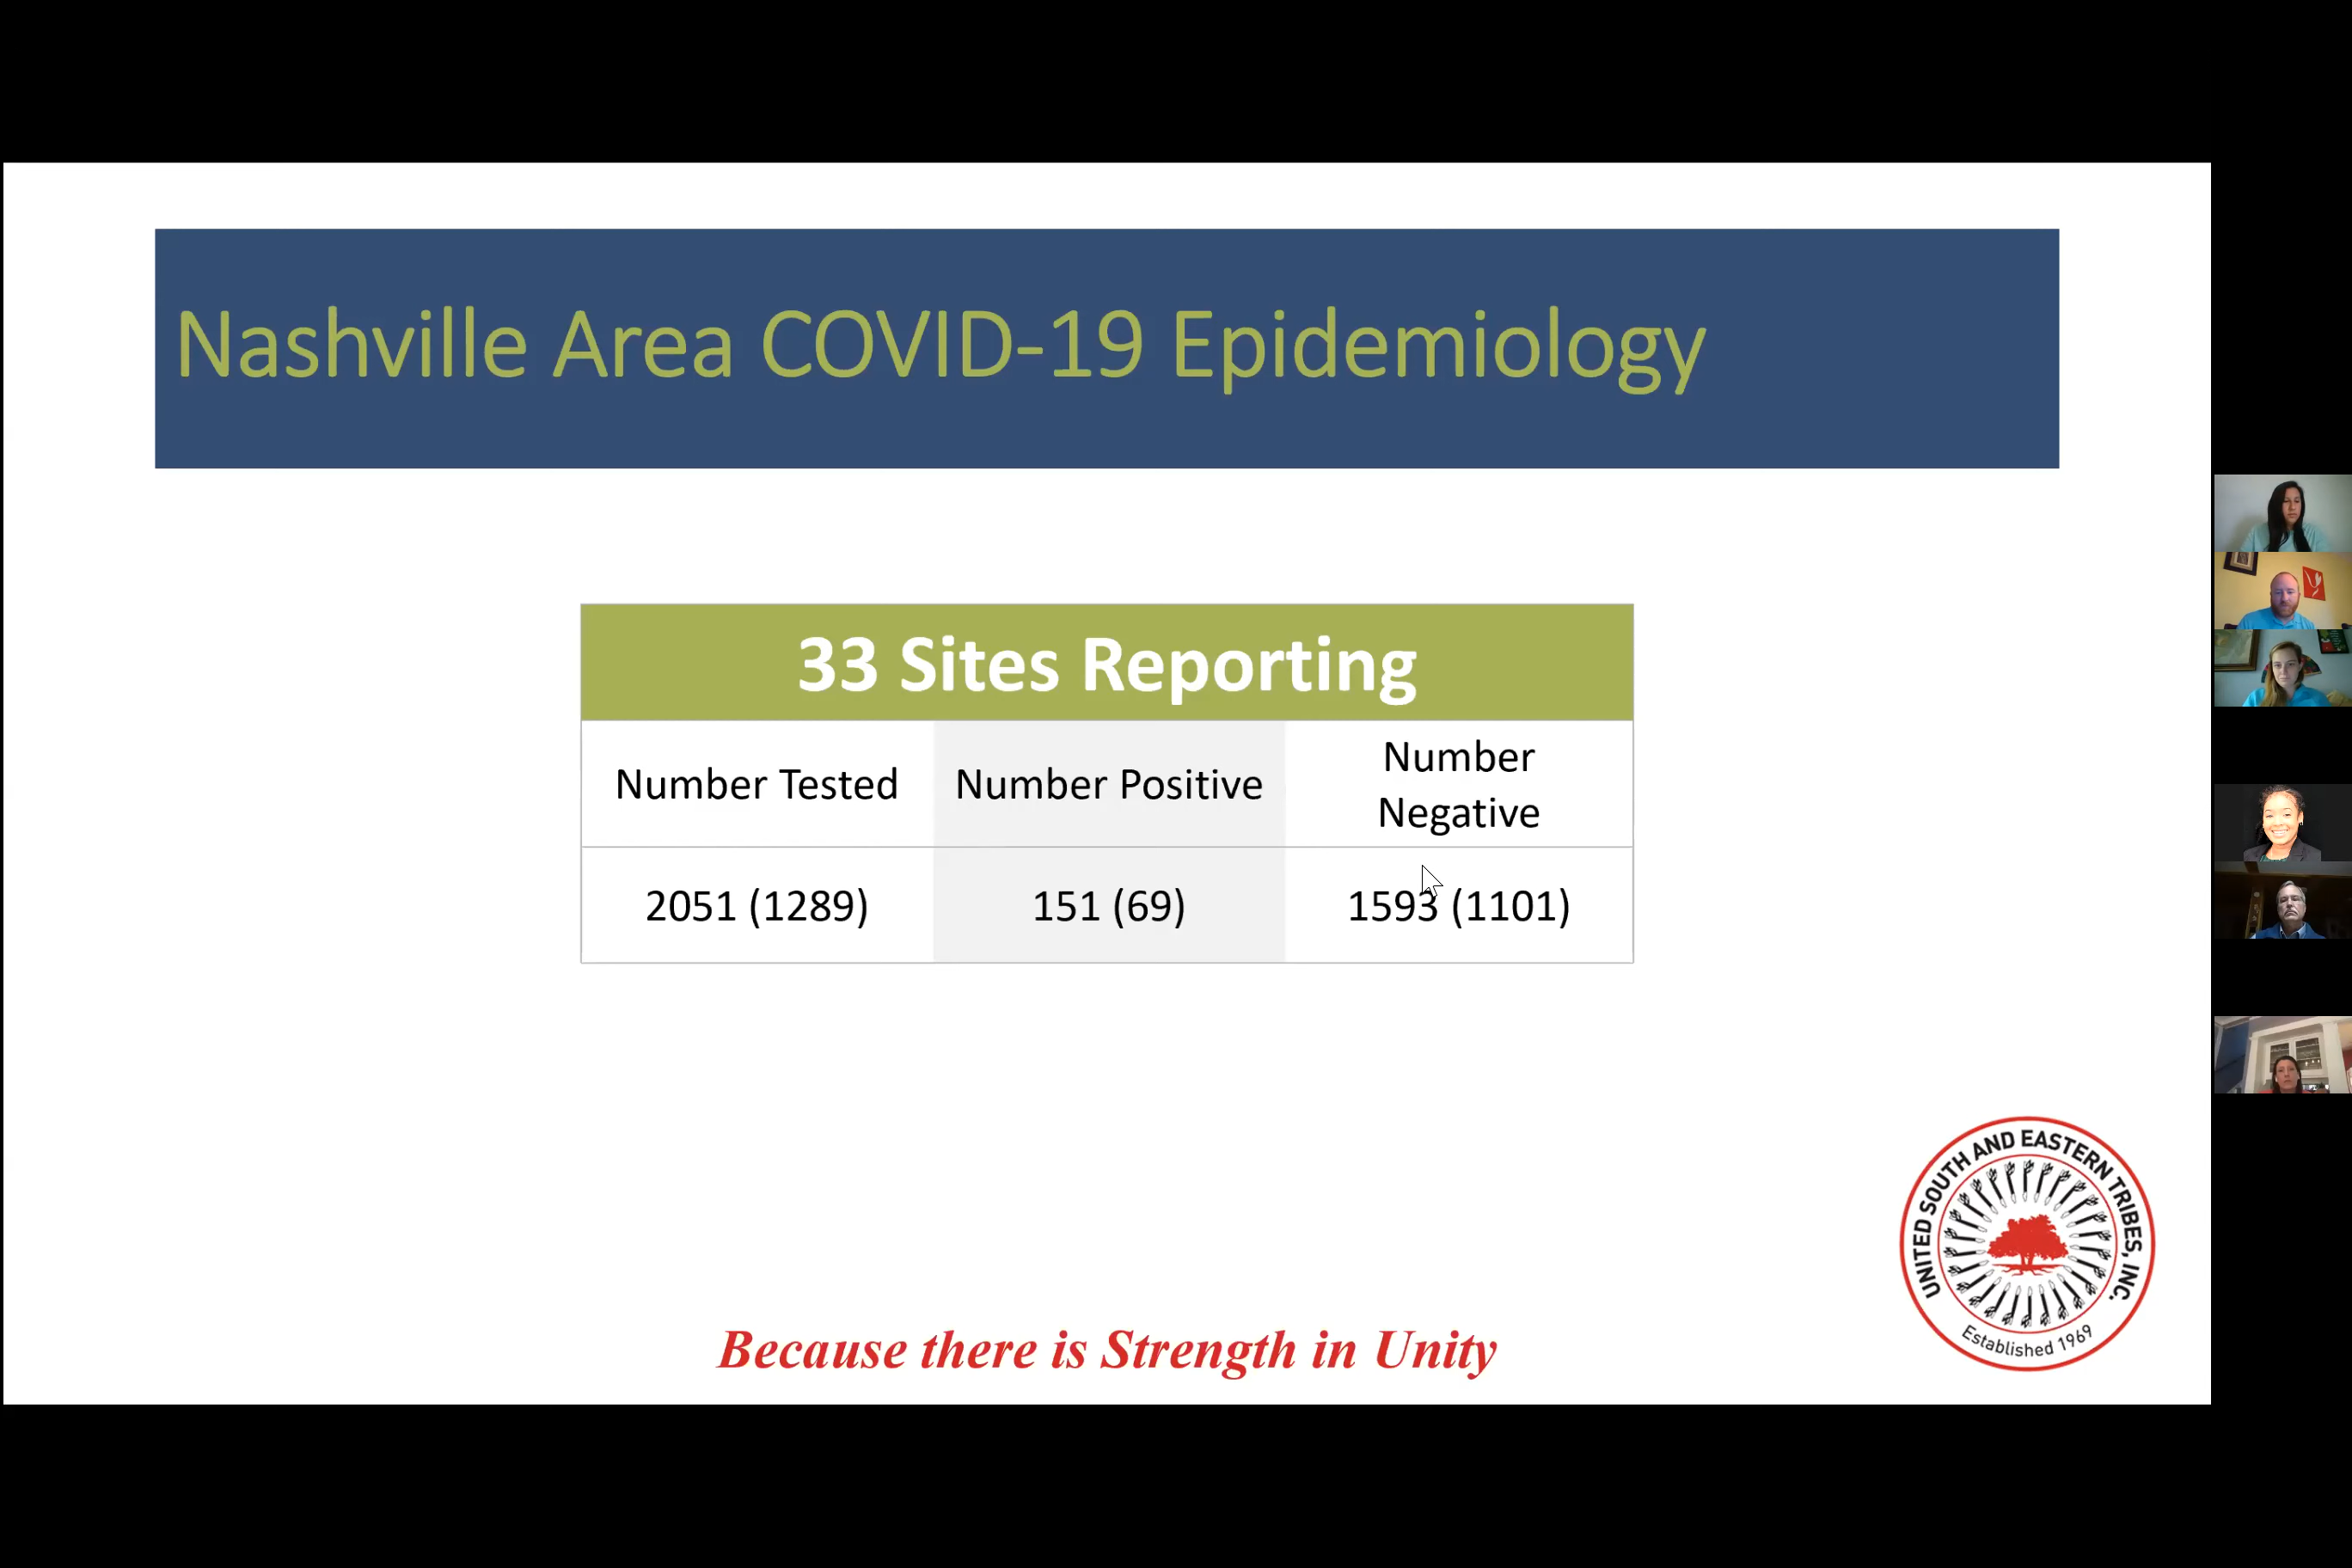 Nashville Area COVID-19 Epidemiology
33 Sites Reporting
Number Tested
Number Positive
Number
Negative
2051 (1289)
151 (69)
1593 (1101)
UNITED SOUTH AND EASTERN TRIBES, INC.
Established 1969
Because there is Strength in Unity